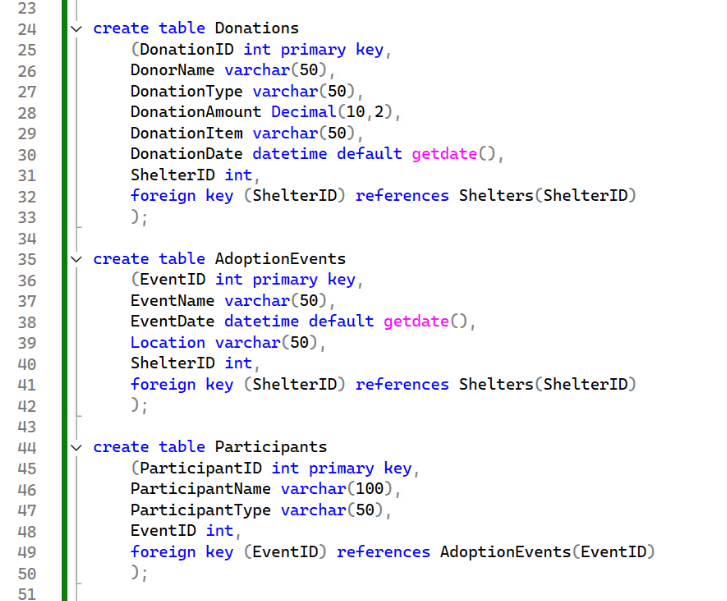 23
24 create table Donations
25 (DonationID int primary key,
26 DonorName varchar(50),
27 DonationType varchar(50),
28 DonationAmount Decimal(10,2),
29 DonationItem varchar(50),
30 DonationDate datetime default getdate(),
31 ShelterID int,
32 foreign key (ShelterID) references Shelters(ShelterID)
33 );
34
35 create table AdoptionEvents
36 (EventID int primary key,
37 EventName varchar(50),
38 EventDate datetime default getdate(),
39 Location varchar(50),
40 ShelterID int,
41 foreign key (ShelterID) references Shelters(ShelterID)
42 );
43
44 create table Participants
45 (ParticipantID int primary key,
46 ParticipantName varchar(100),
47 ParticipantType varchar(50),
48 EventID int,
49 foreign key (EventID) references AdoptionEvents(EventID)
50 );
51